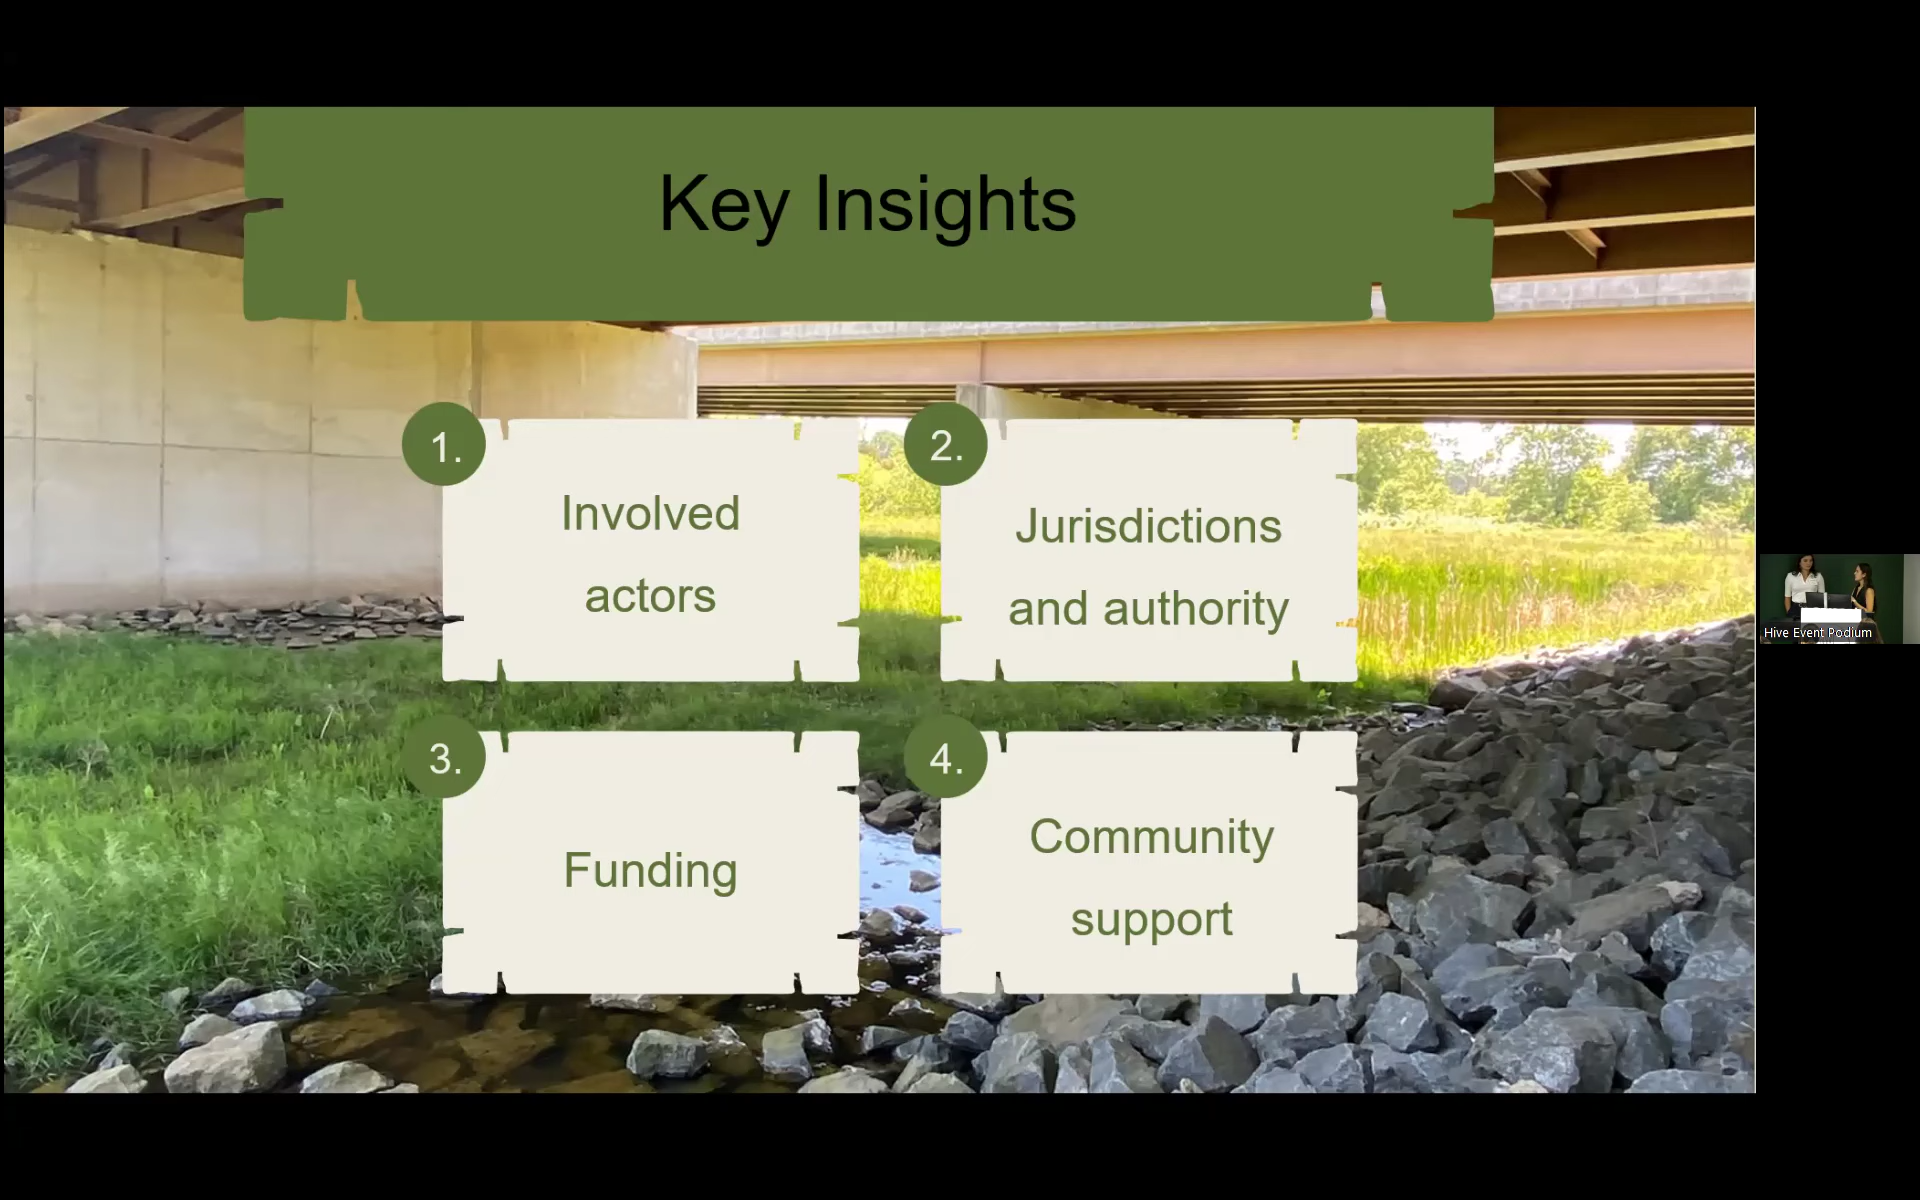 Key Insights
1.
Involved
actors
2.
Jurisdictions
and authority
3.
Funding
4.
Community
support
Hive Event Podium